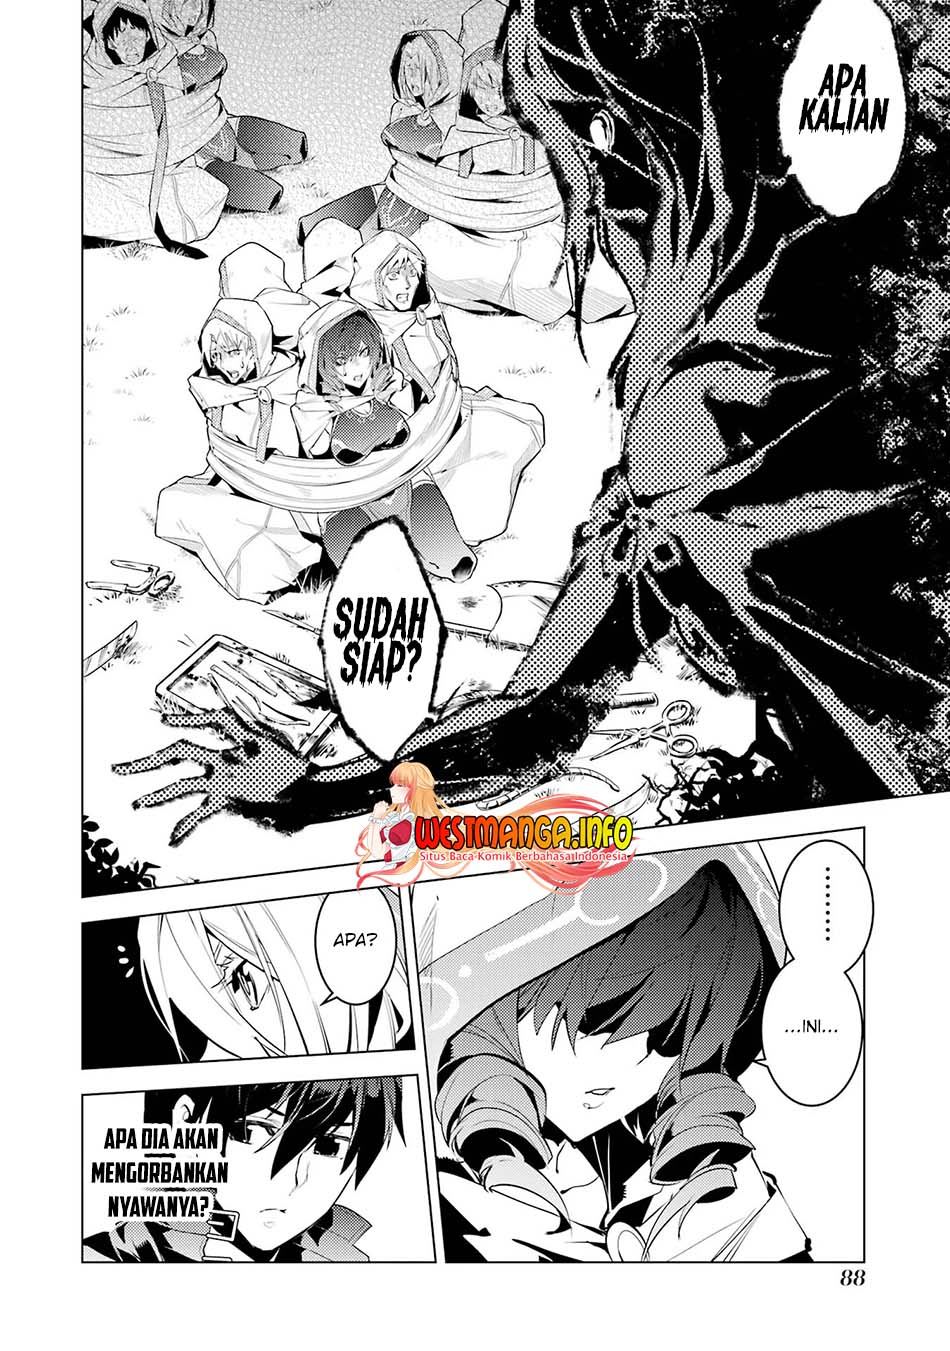 APA
KALIAN
SUDAH
SIAP?
WESTMANGA.INFO
Situs Baca Komik Berbahasa Indonesia
.........
...INI...
APA?
APA DIA AKAN
MENGORBANKAN
NYAWANYA?
88